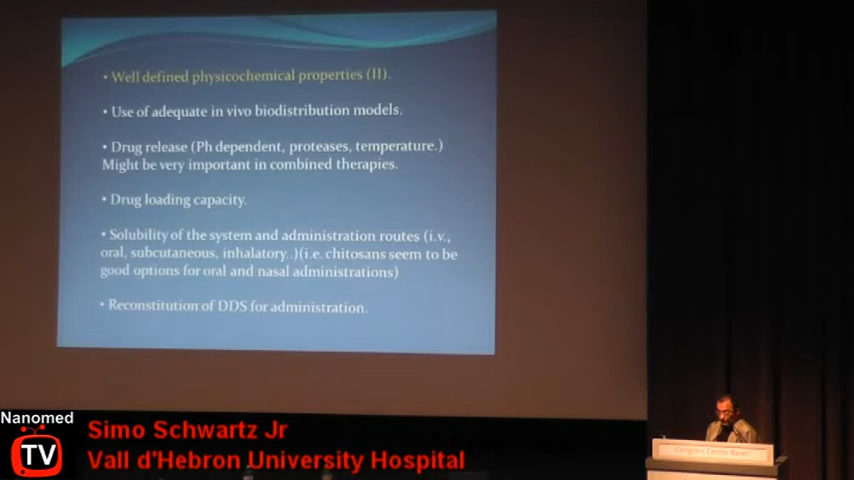 • Well defined physicochemical properties (II).
• Use of adequate in vivo biodistribution models.
• Drug release (Ph dependent, proteases, temperature.)
Might be very important in combined therapies.
• Drug loading capacity.
• Solubility of the system and administration routes (i.v.,
oral, subcutaneous, inhalatory..)(i.e. chitosans seem to be
good options for oral and nasal administrations)
• Reconstitution of DDS for administration.
Nanomed
TV
Simo Schwartz Jr
Vall d'Hebron University Hospital
Congress Center Basel